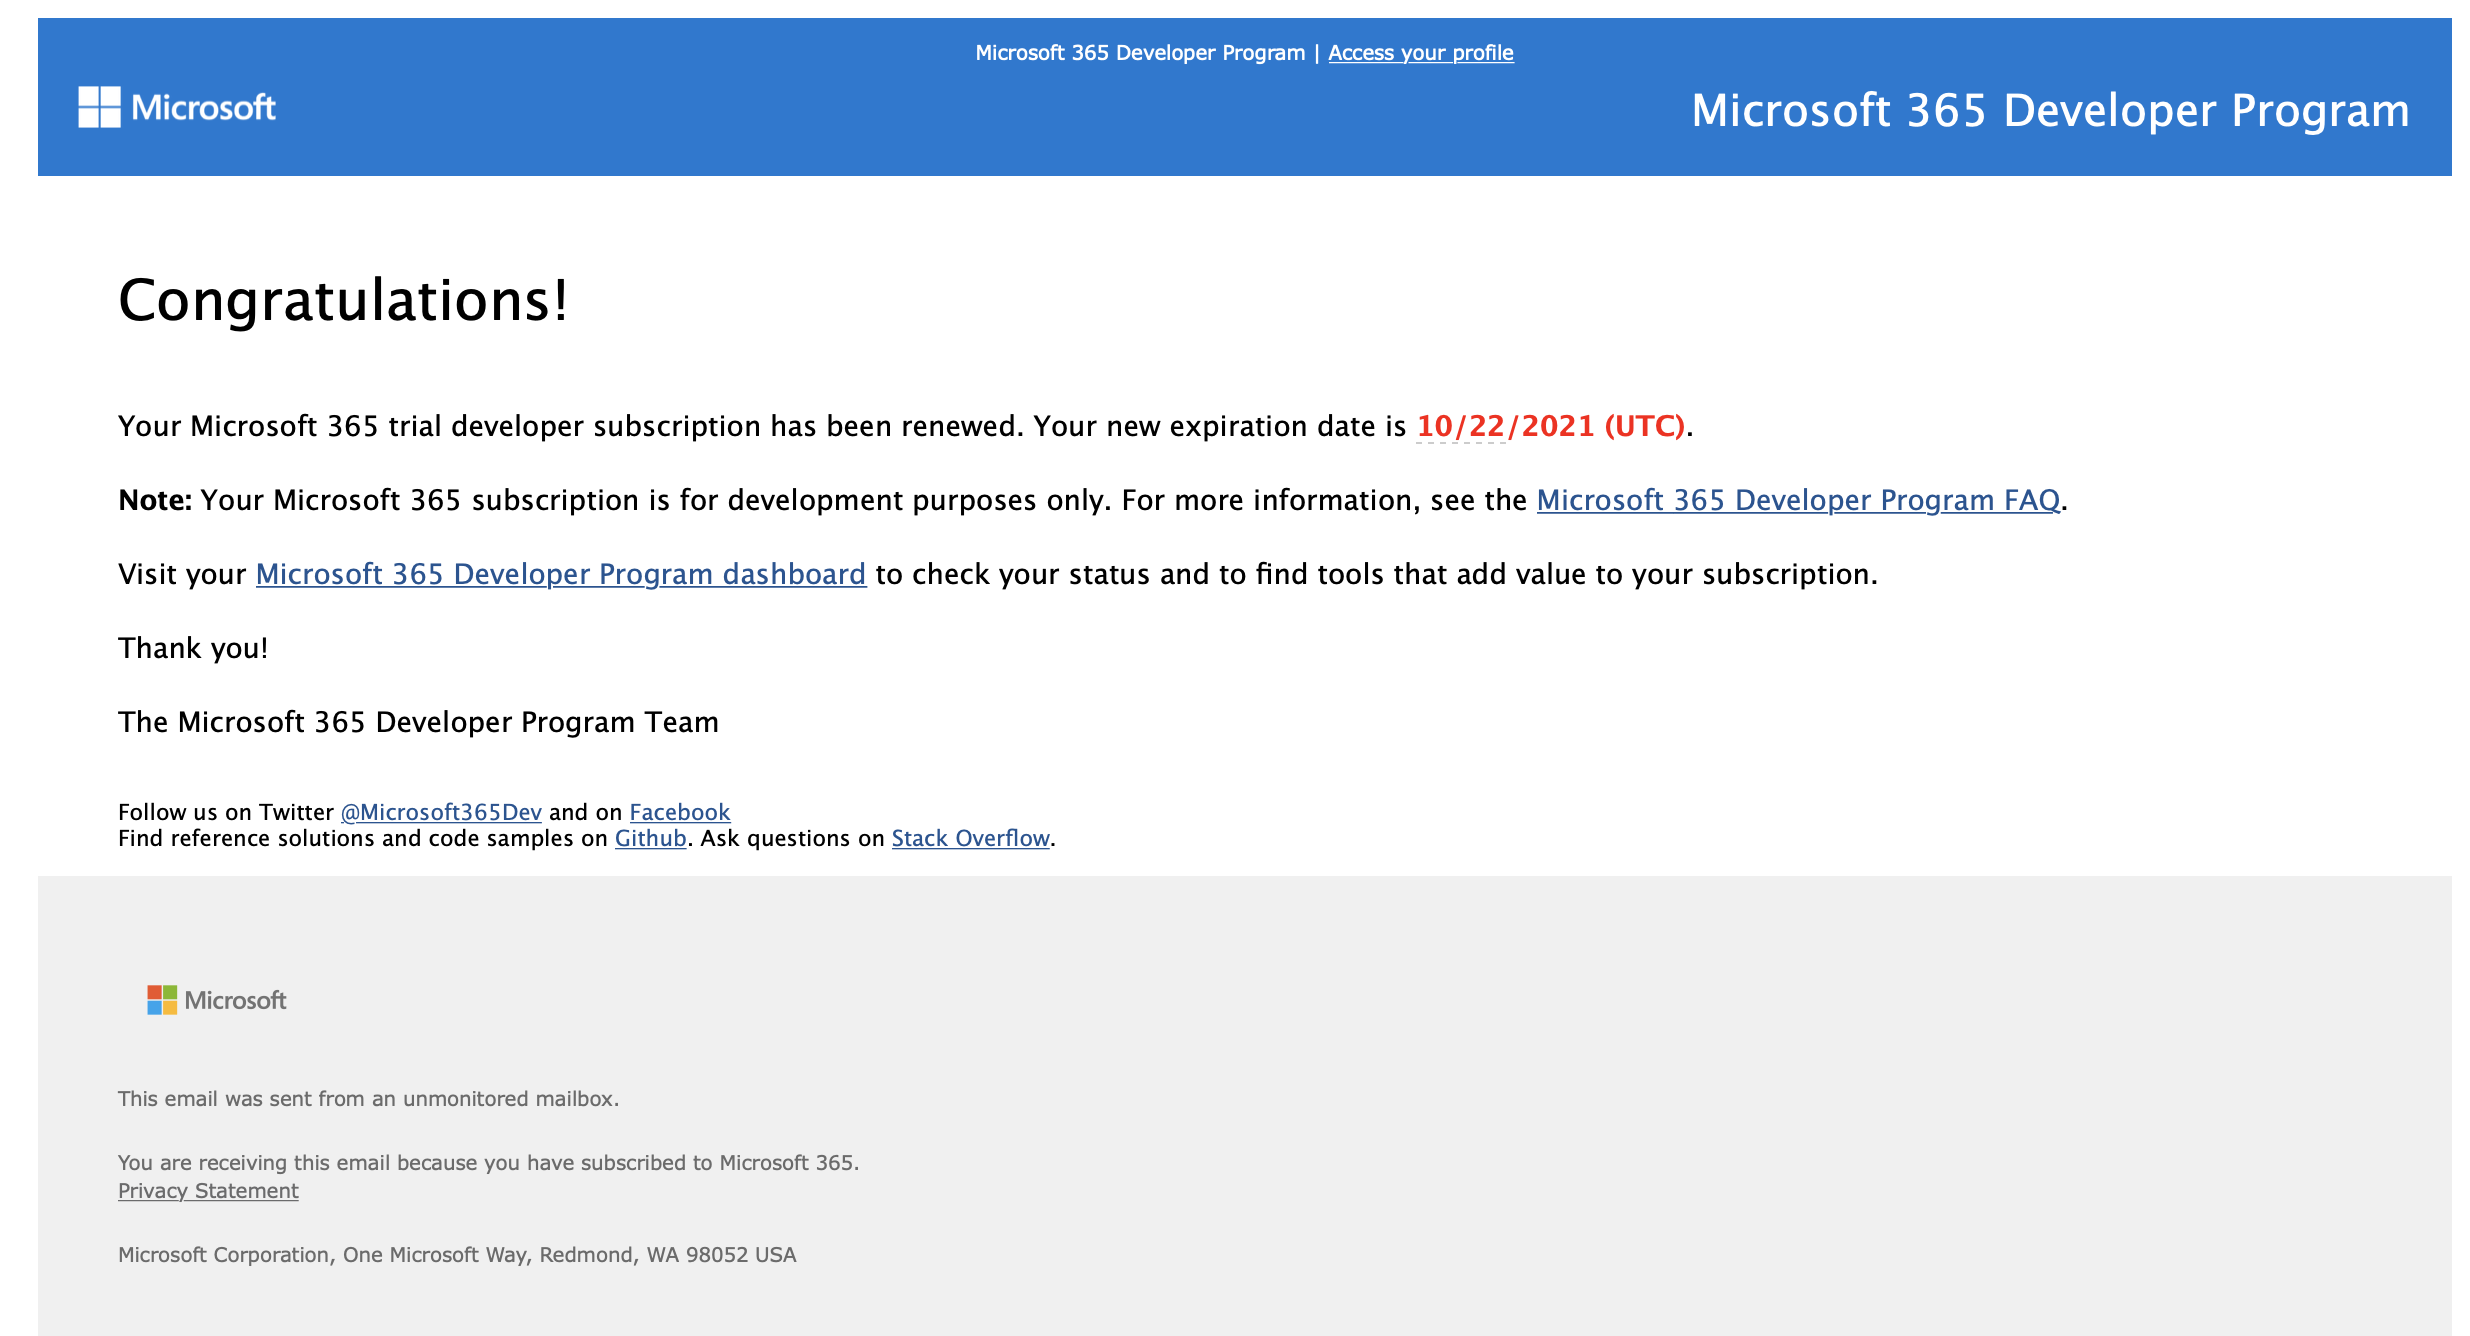 Microsoft 365 Developer Program | Access your profile
Microsoft
Microsoft 365 Developer Program
Congratulations!
Your Microsoft 365 trial developer subscription has been renewed. Your new expiration date is 10/22/2021 (UTC).
Note: Your Microsoft 365 subscription is for development purposes only. For more information, see the Microsoft 365 Developer Program FAQ.
Visit your Microsoft 365 Developer Program dashboard to check your status and to find tools that add value to your subscription.
Thank you!
The Microsoft 365 Developer Program Team
Follow us on Twitter @Microsoft365Dev and on Facebook
Find reference solutions and code samples on Github. Ask questions on Stack Overflow.
Microsoft
This email was sent from an unmonitored mailbox.
You are receiving this email because you have subscribed to Microsoft 365.
Privacy Statement
Microsoft Corporation, One Microsoft Way, Redmond, WA 98052 USA